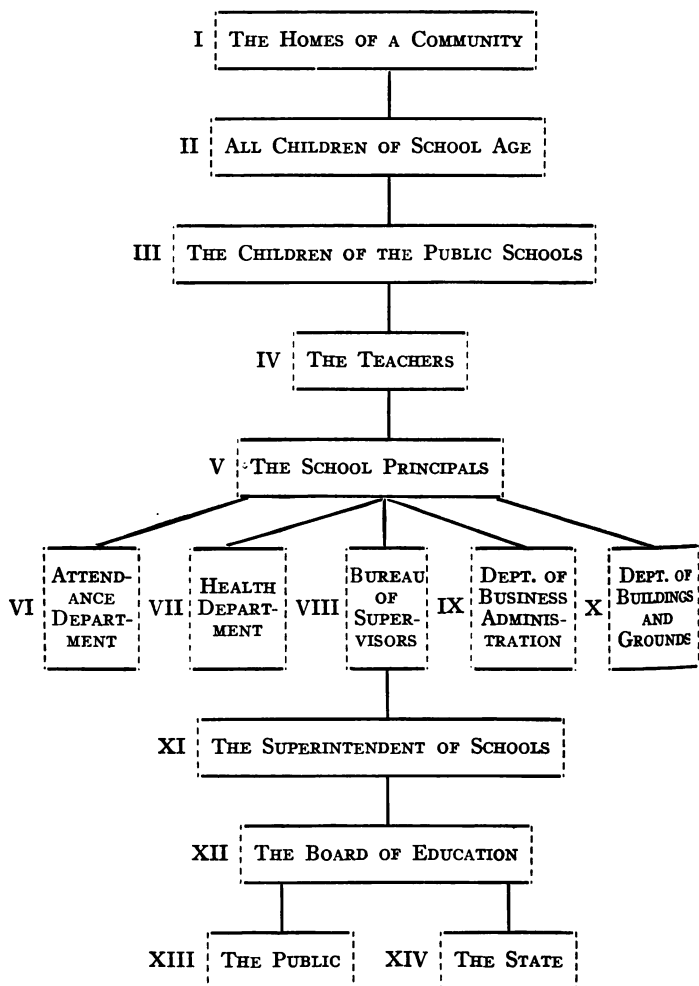 I The Homes of a Community
II All Children of School Age
III The Children of the Public Schools
IV The Teachers
V The School Principals
VI Attend-
ance
Depart-
ment
VII Health
Depart-
ment
VIII Bureau
of
Super-
visors
IX Dept. of
Business
Adminis-
tration
X Dept. of
Buildings
and
Grounds
XI The Superintendent of Schools
XII The Board of Education
XIII The Public
XIV The State